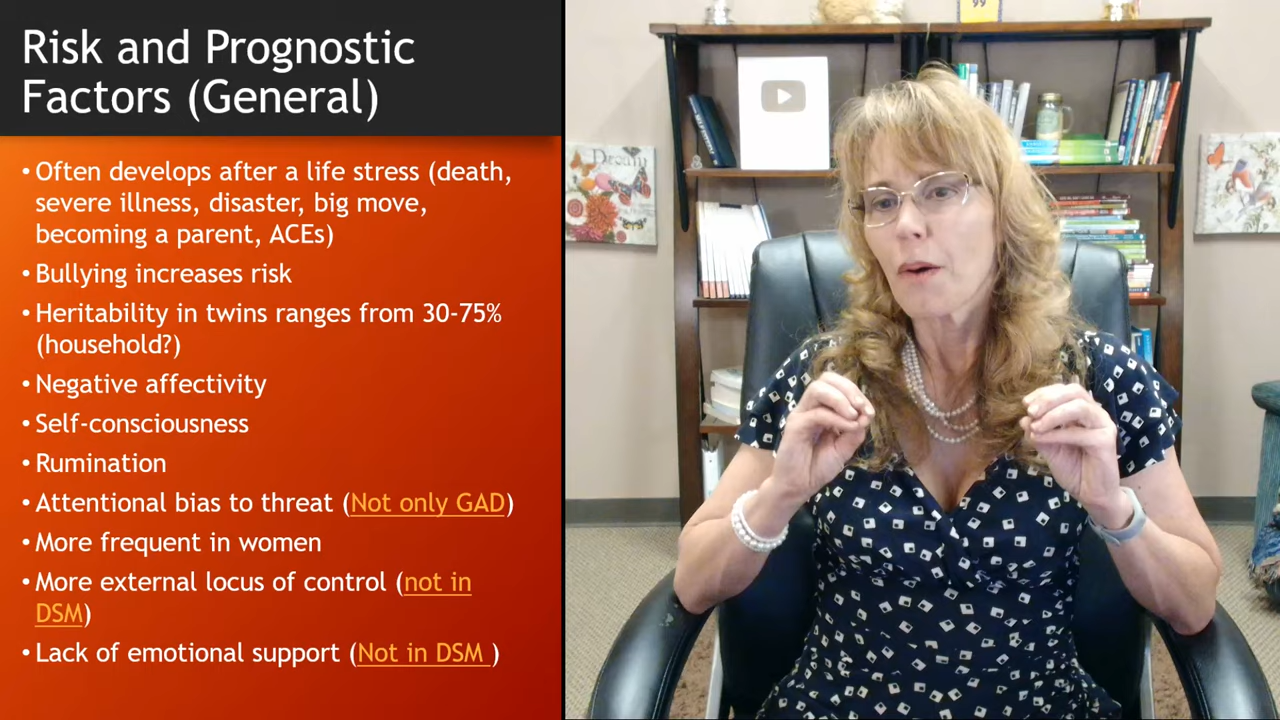 Risk and Prognostic
Factors (General)
• Often develops after a life stress (death,
severe illness, disaster, big move,
becoming a parent, ACEs)
• Bullying increases risk
• Heritability in twins ranges from 30-75%
(household?)
• Negative affectivity
• Self-consciousness
• Rumination
• Attentional bias to threat (Not only GAD)
• More frequent in women
• More external locus of control (not in
DSM)
• Lack of emotional support (Not in DSM )
99
Dream